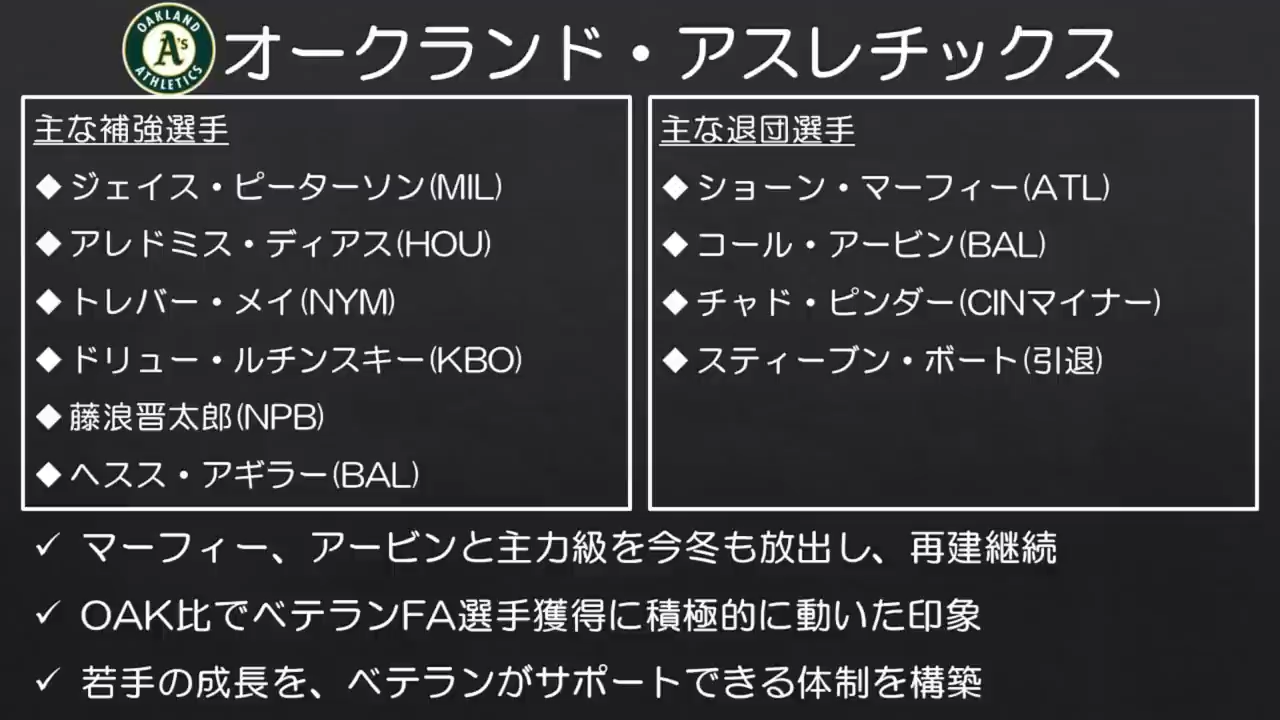 OAKLAND
A's
ATHLETICS
オークランド・アスレチックス
主な補強選手
◆ジェイス・ピーターソン(MIL)
◆アレドミス・ディアス(HOU)
◆トレバー・メイ(NYM)
◆ドリュー・ルチンスキー(KBO)
◆藤浪晋太郎(NPB)
◆ヘスス・アギラー(BAL)
主な退団選手
◆ショーン・マーフィー(ATL)
◆コール・アービン(BAL)
◆チャド・ピンダー(CINマイナー)
◆スティーブン・ボート(引退)
✓ マーフィー、アービンと主力級を今冬も放出し、再建継続
✓ OAK比でベテランFA選手獲得に積極的に動いた印象
✓ 若手の成長を、ベテランがサポートできる体制を構築